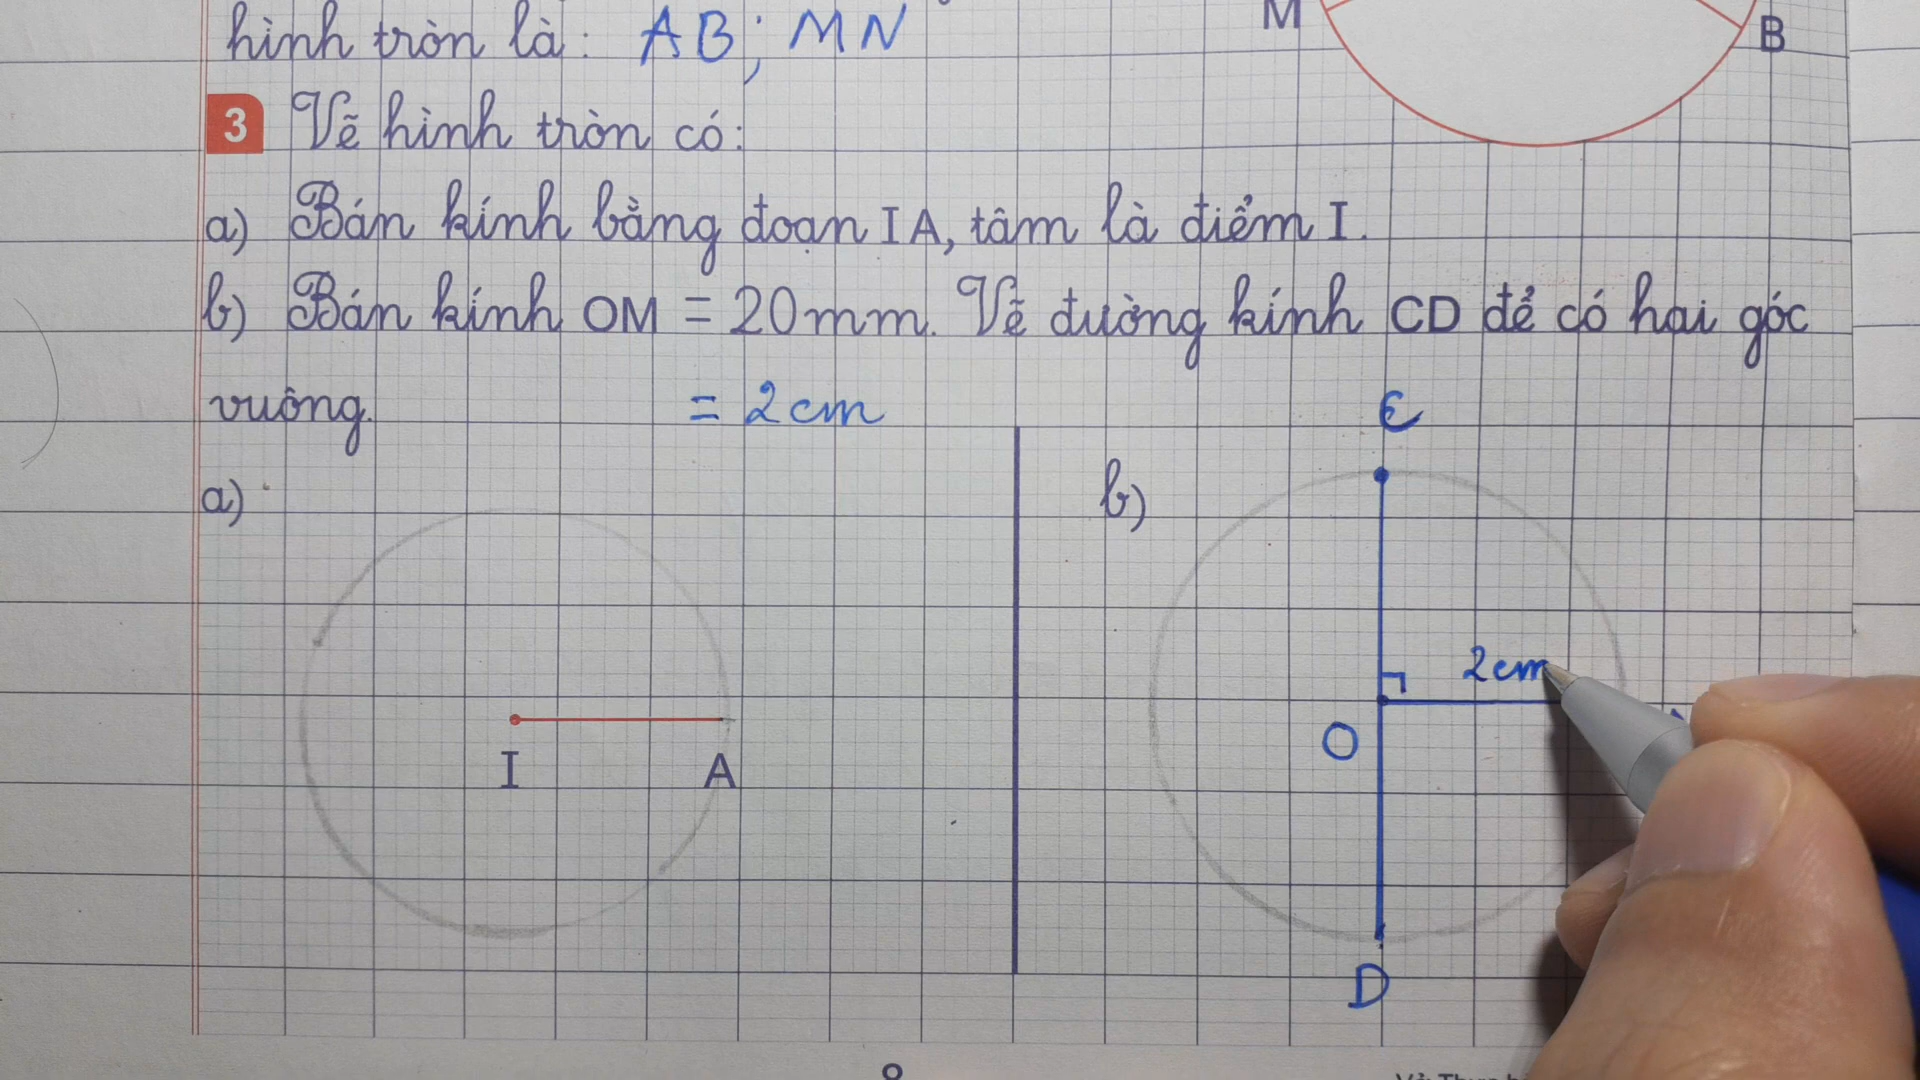 hình tròn là: AB; MN
M
B
3 Vẽ hình tròn có:
a) Bán kính bằng đoạn IA, tâm là điểm I.
b) Bán kính OM = 20mm. Vẽ đường kính CD để có hai góc
vuông.
= 2cm
C
a)
b)
2cm
O
I
A
D